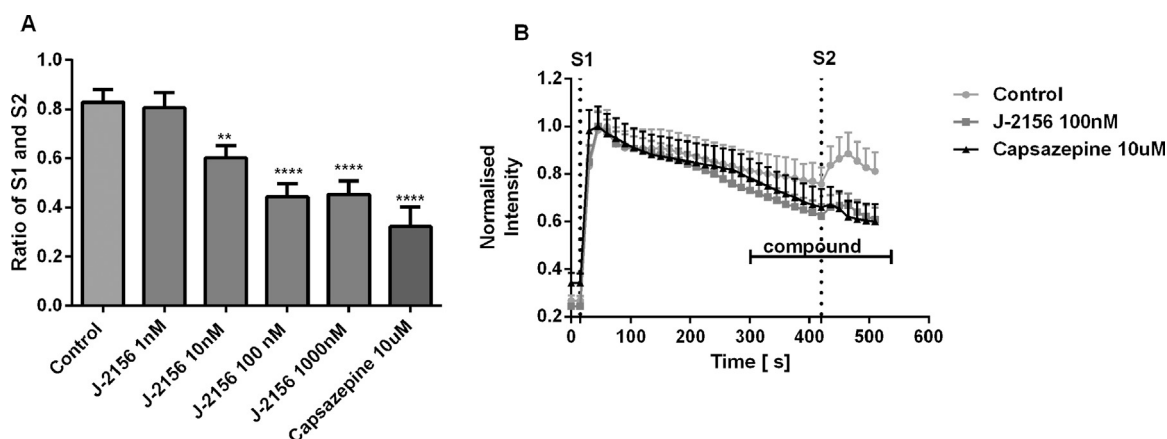 A
Ratio of S1 and S2
1.0
0.8
0.6
0.4
0.2
0.0
**
****
****
****
Control
J-2156 1nM
J-2156 10nM
J-2156 100 nM
J-2156 1000nM
Capsazepine 10uM
B
S1
S2
Normalised
Intensity
1.2
1.0
0.8
0.6
0.4
0.2
compound
0
100
200
300
400
500
600
Time [ s]
Control
J-2156 100nM
Capsazepine 10uM